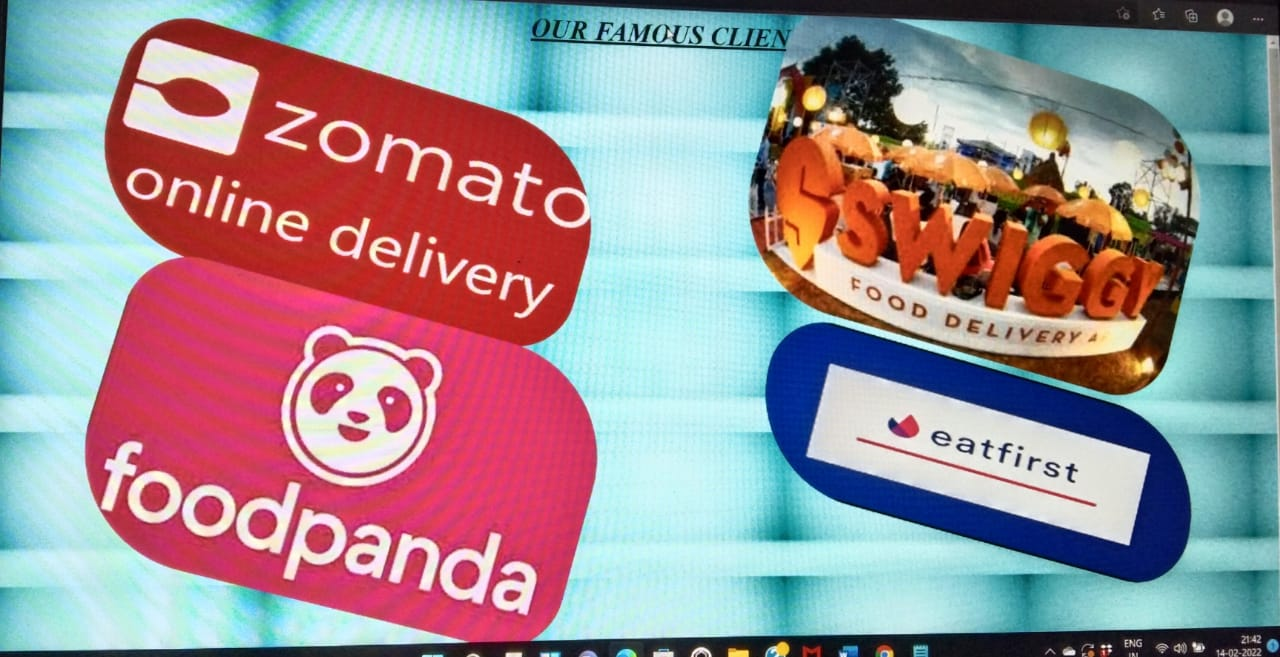 OUR FAMOUS CLIEN
zomato
online delivery
SWIGGY
FOOD DELIVERY A
foodpanda
eatfirst
ENG
IN
21:42
14-02-2022